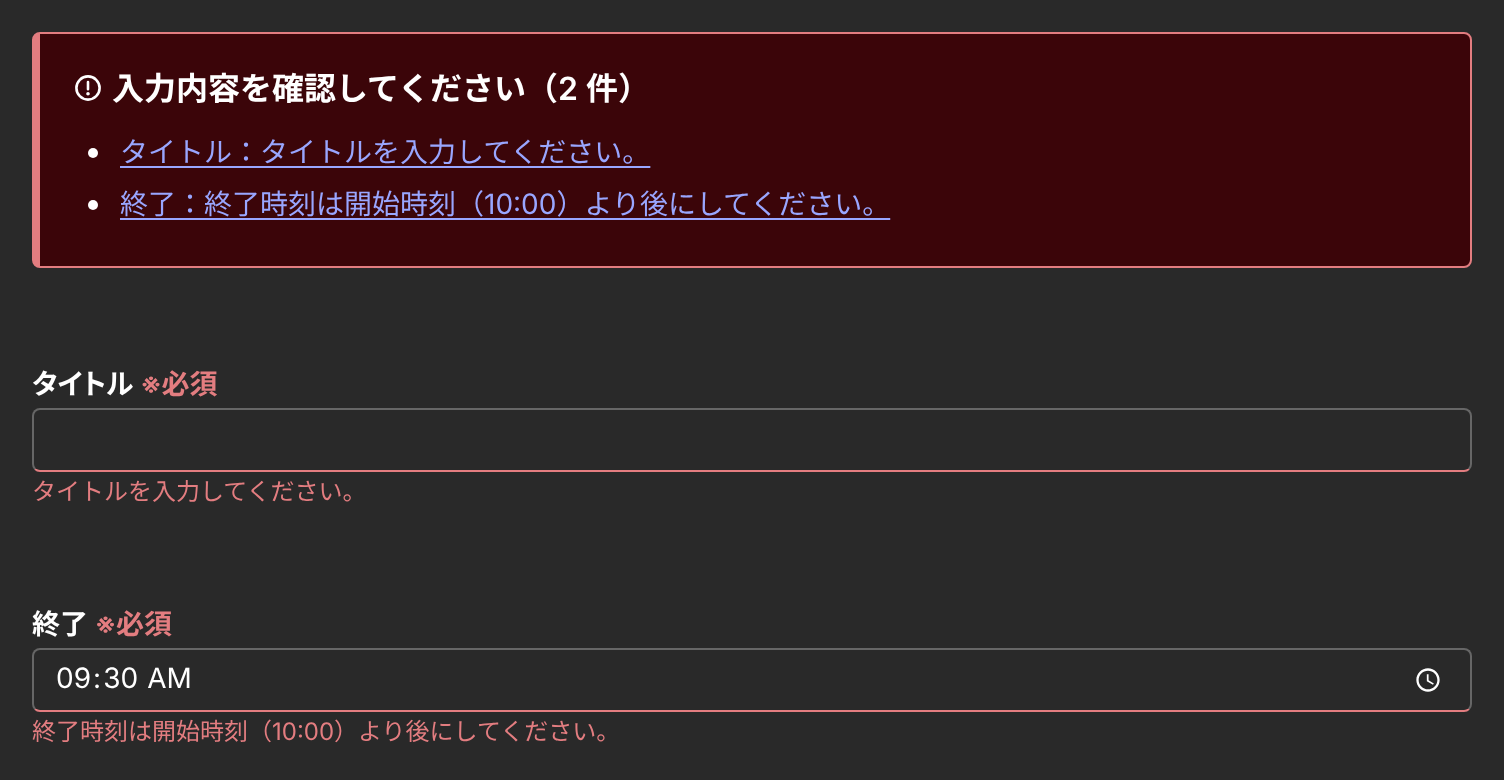 入力内容を確認してください（2 件）
タイトル：タイトルを入力してください。
終了：終了時刻は開始時刻（10:00）より後にしてください。
タイトル ※必須
タイトルを入力してください。
終了 ※必須
09:30 AM
終了時刻は開始時刻（10:00）より後にしてください。